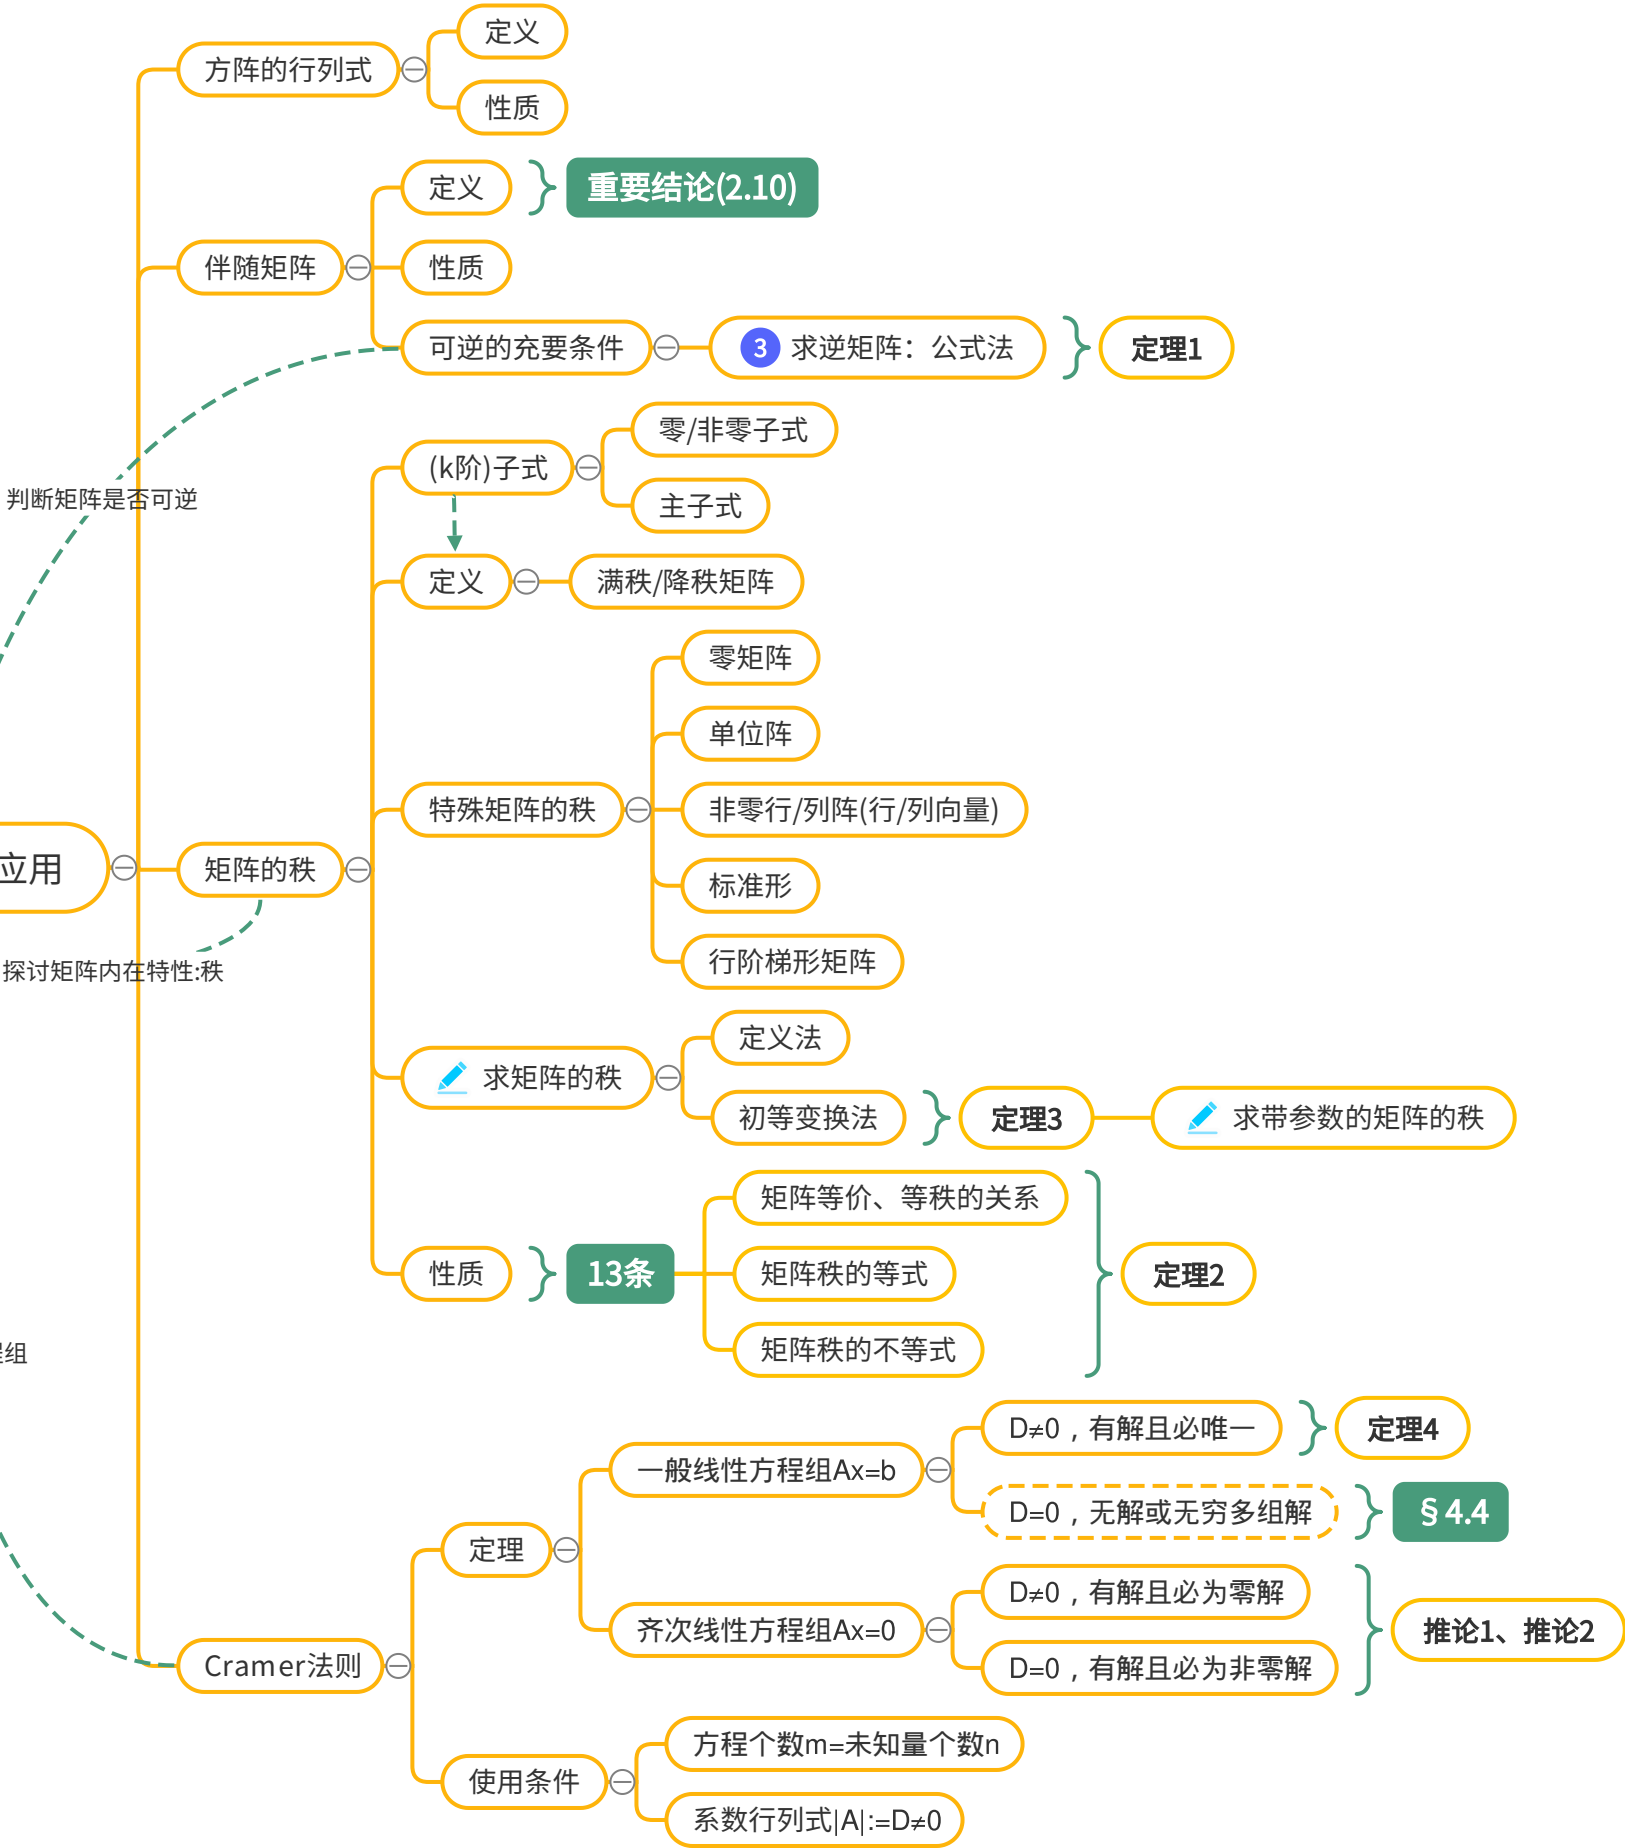 定义
方阵的行列式
性质
定义
重要结论(2.10)
伴随矩阵
性质
可逆的充要条件
3 求逆矩阵：公式法
定理1
零/非零子式
(k阶)子式
判断矩阵是否可逆
主子式
定义
满秩/降秩矩阵
零矩阵
单位阵
特殊矩阵的秩
非零行/列阵(行/列向量)
应用
矩阵的秩
标准形
行阶梯形矩阵
探讨矩阵内在特性:秩
定义法
求矩阵的秩
初等变换法
定理3
求带参数的矩阵的秩
矩阵等价、等秩的关系
性质
13条
矩阵秩的等式
定理2
矩阵秩的不等式
组
D≠0，有解且必唯一
定理4
一般线性方程组Ax=b
D=0，无解或无穷多组解
§4.4
定理
D≠0，有解且必为零解
齐次线性方程组Ax=0
推论1、推论2
D=0，有解且必为非零解
Cramer法则
方程个数m=未知量个数n
使用条件
系数行列式|A|:=D≠0